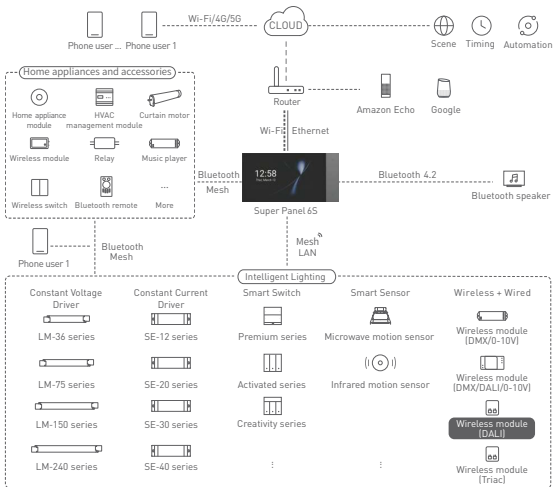 Wi-Fi/4G/5G
CLOUD
Phone user ... Phone user 1
Scene Timing Automation
Home appliances and accessories
Home appliance module
HVAC management module
Curtain motor
Router
Amazon Echo Google
Wi-Fi Ethernet
Wireless module Relay Music player
12:58
Bluetooth Mesh
Bluetooth 4.2
Bluetooth speaker
Wireless switch Bluetooth remote ... More
Super Panel 6S
Phone user 1
Bluetooth Mesh
Mesh LAN
Intelligent Lighting
Constant Voltage Driver
Constant Current Driver
Smart Switch
Smart Sensor
Wireless + Wired
LM-36 series SE-12 series Premium series Microwave motion sensor
Wireless module (DMX/0-10V)
LM-75 series SE-20 series Activated series Infrared motion sensor
Wireless module (DMX/DALI/0-10V)
LM-150 series SE-30 series Creativity series
Wireless module (DALI)
LM-240 series SE-40 series
Wireless module (Triac)